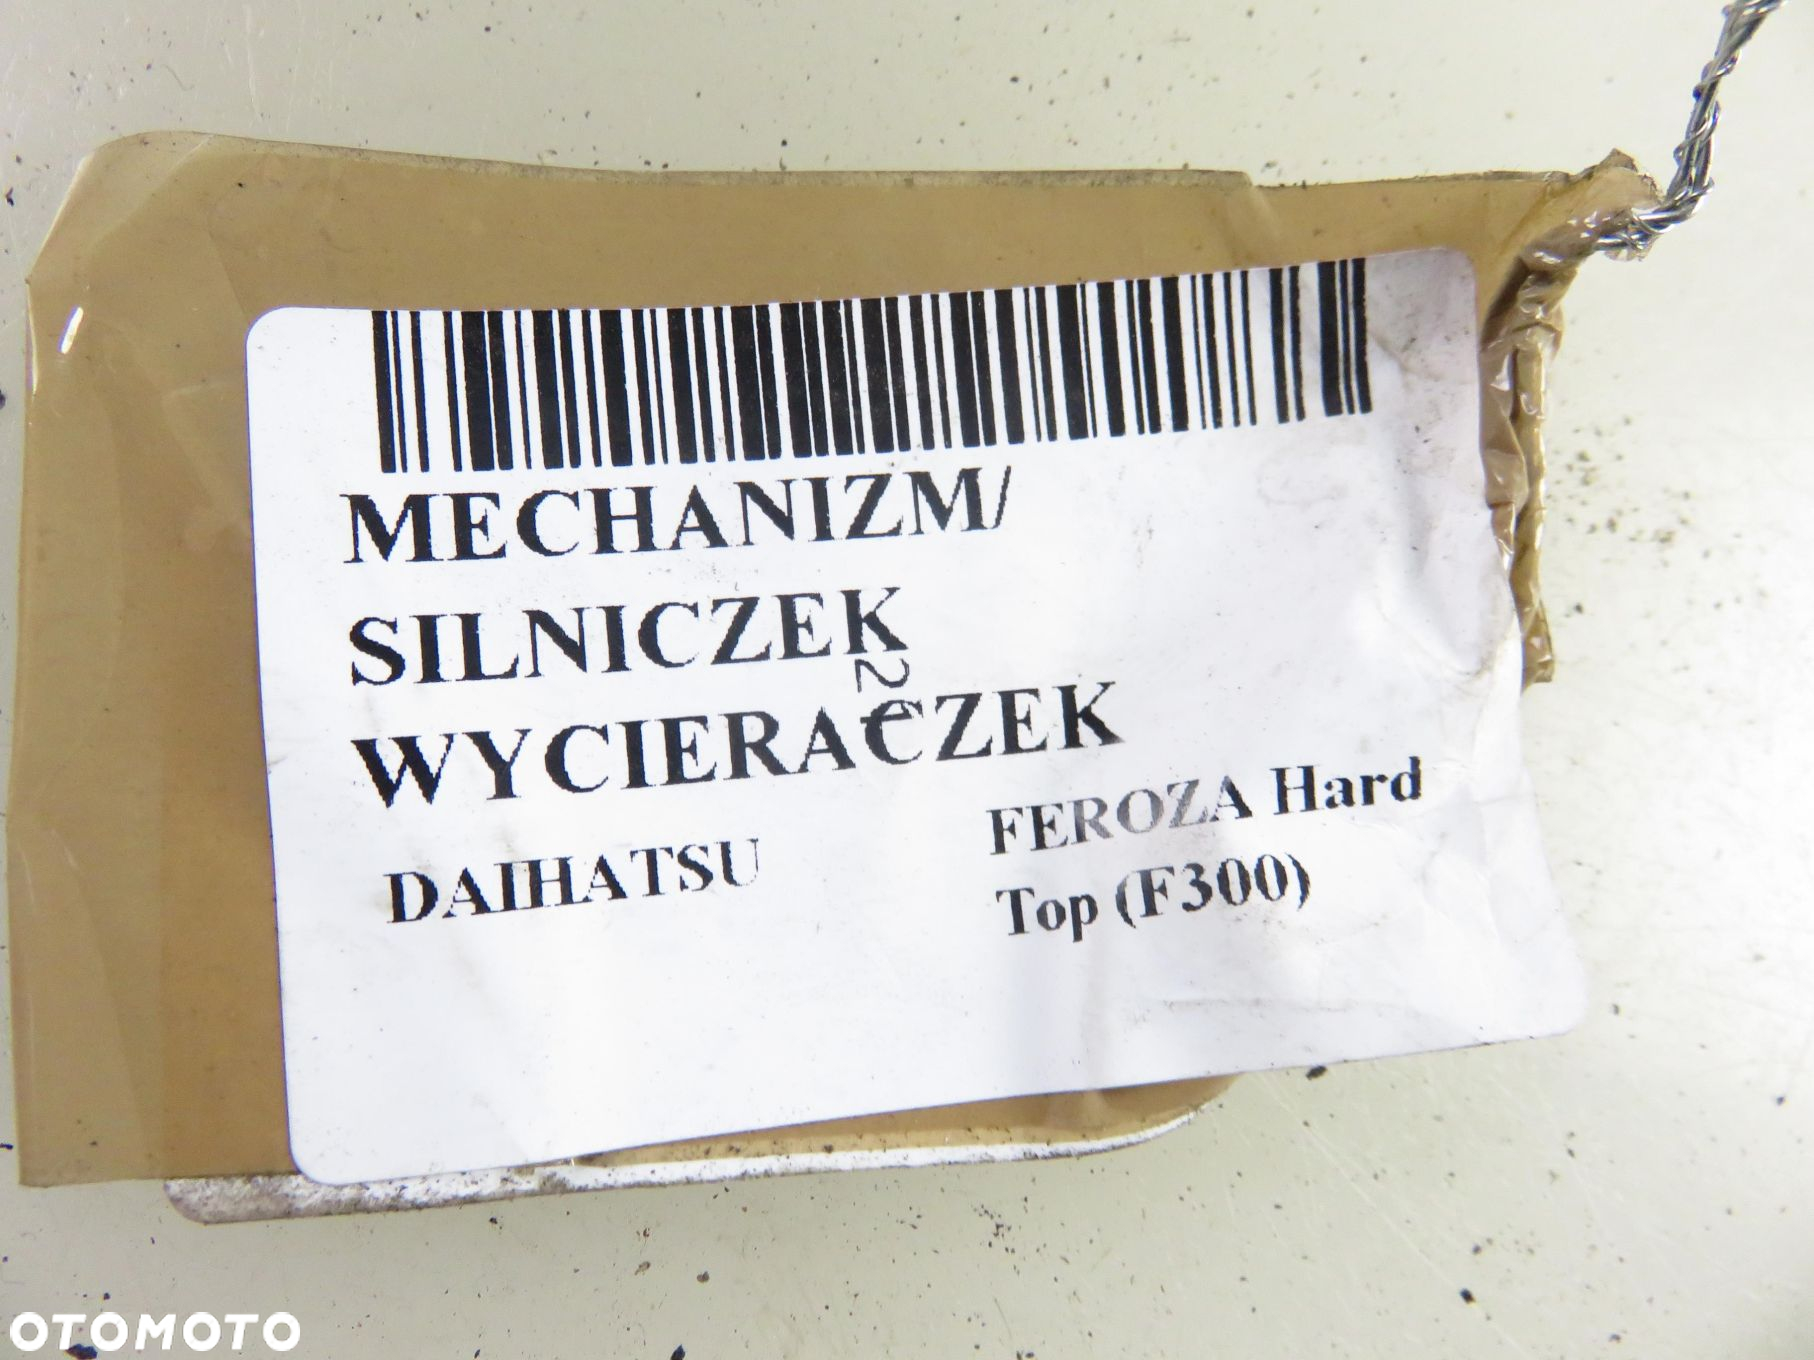 MECHANIZM/
SILNICZEK
WYCIERACZEK
DAIHATSU
FEROZA Hard
Top (F300)
OTOMOTO